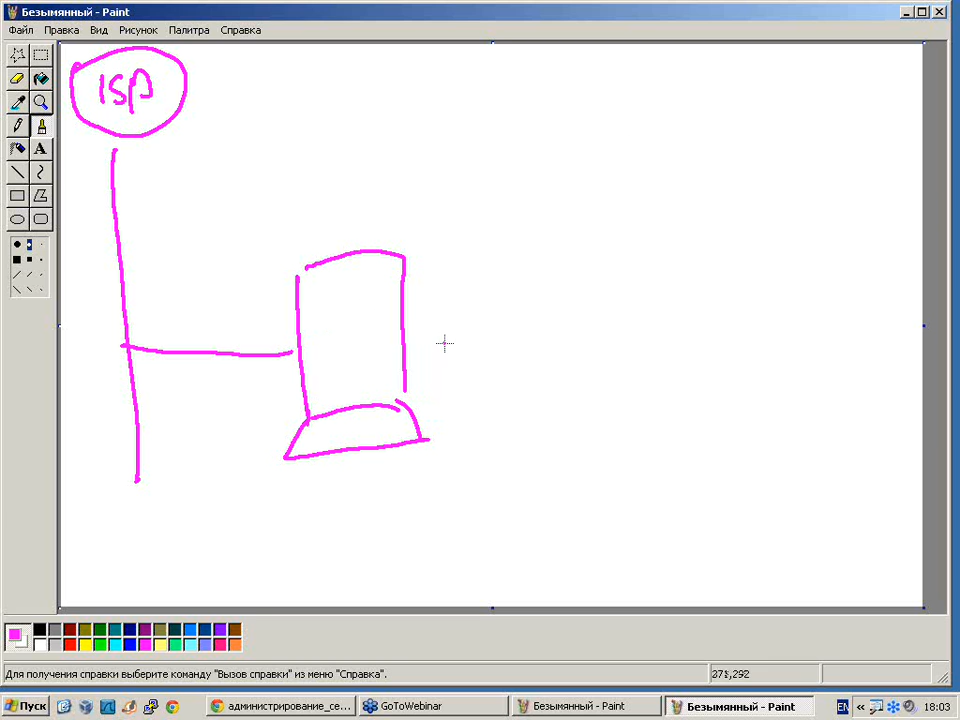 Безымянный - Paint
Файл Правка Вид Рисунок Палитра Справка
ISP
A
Для получения справки выберите команду "Вызов справки" из меню "Справка". 271,292
Пуск администрирование_се... GoToWebinar Безымянный - Paint Безымянный - Paint EN « 18:03